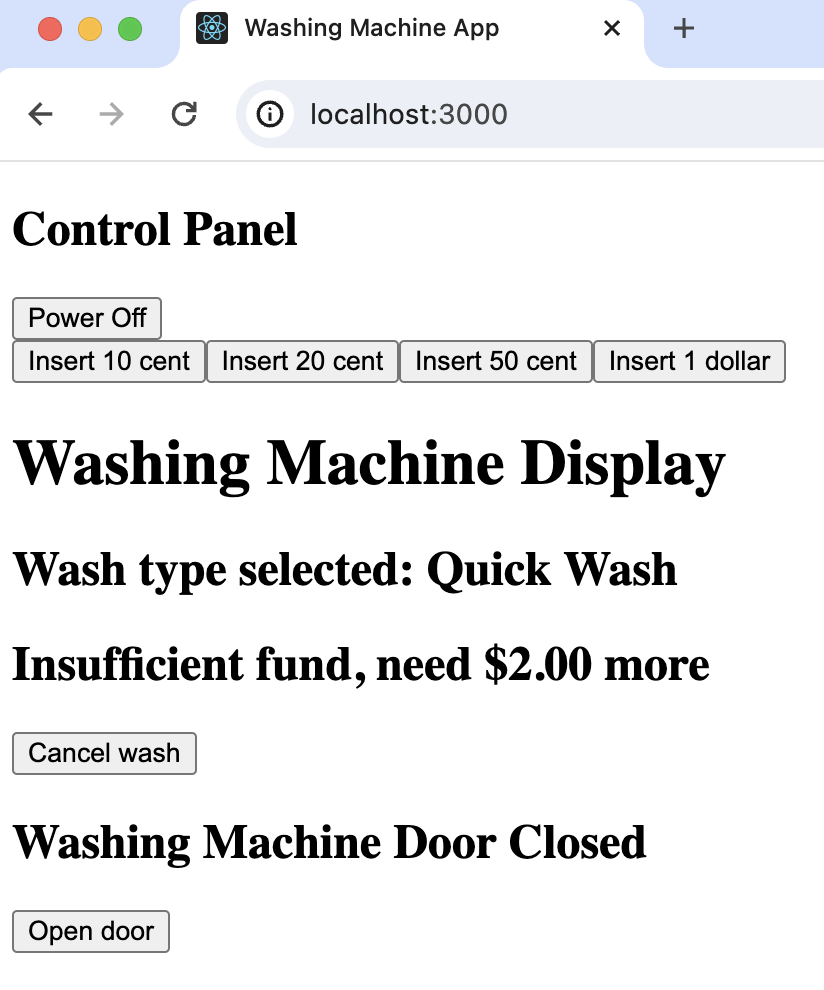 Washing Machine App
localhost:3000
Control Panel
Power Off
Insert 10 cent Insert 20 cent Insert 50 cent Insert 1 dollar
Washing Machine Display
Wash type selected: Quick Wash
Insufficient fund, need $2.00 more
Cancel wash
Washing Machine Door Closed
Open door